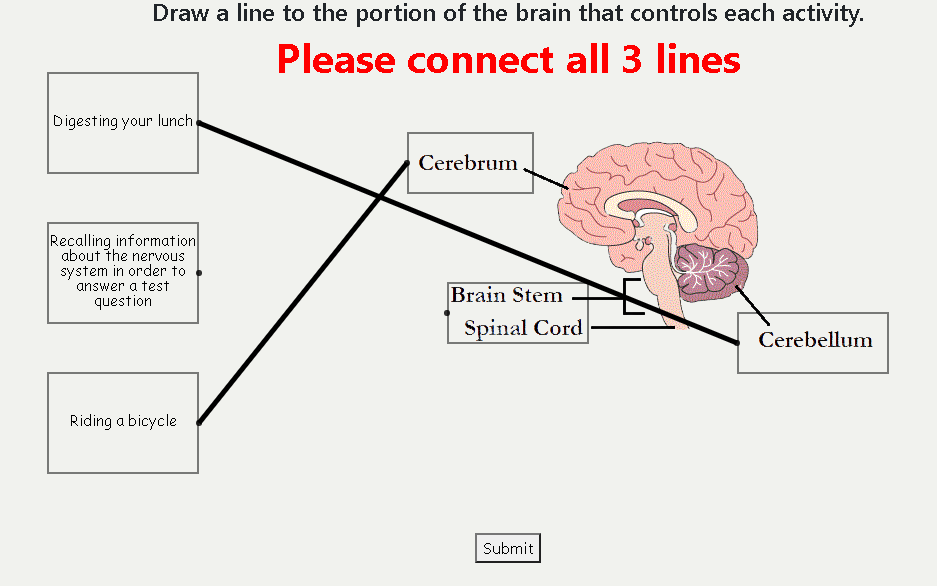 Draw a line to the portion of the brain that controls each activity.
Please connect all 3 lines
Digesting your lunch
Cerebrum
Recalling information
about the nervous
system in order to
answer a test
question
Brain Stem
Spinal Cord
Cerebellum
Riding a bicycle
Submit